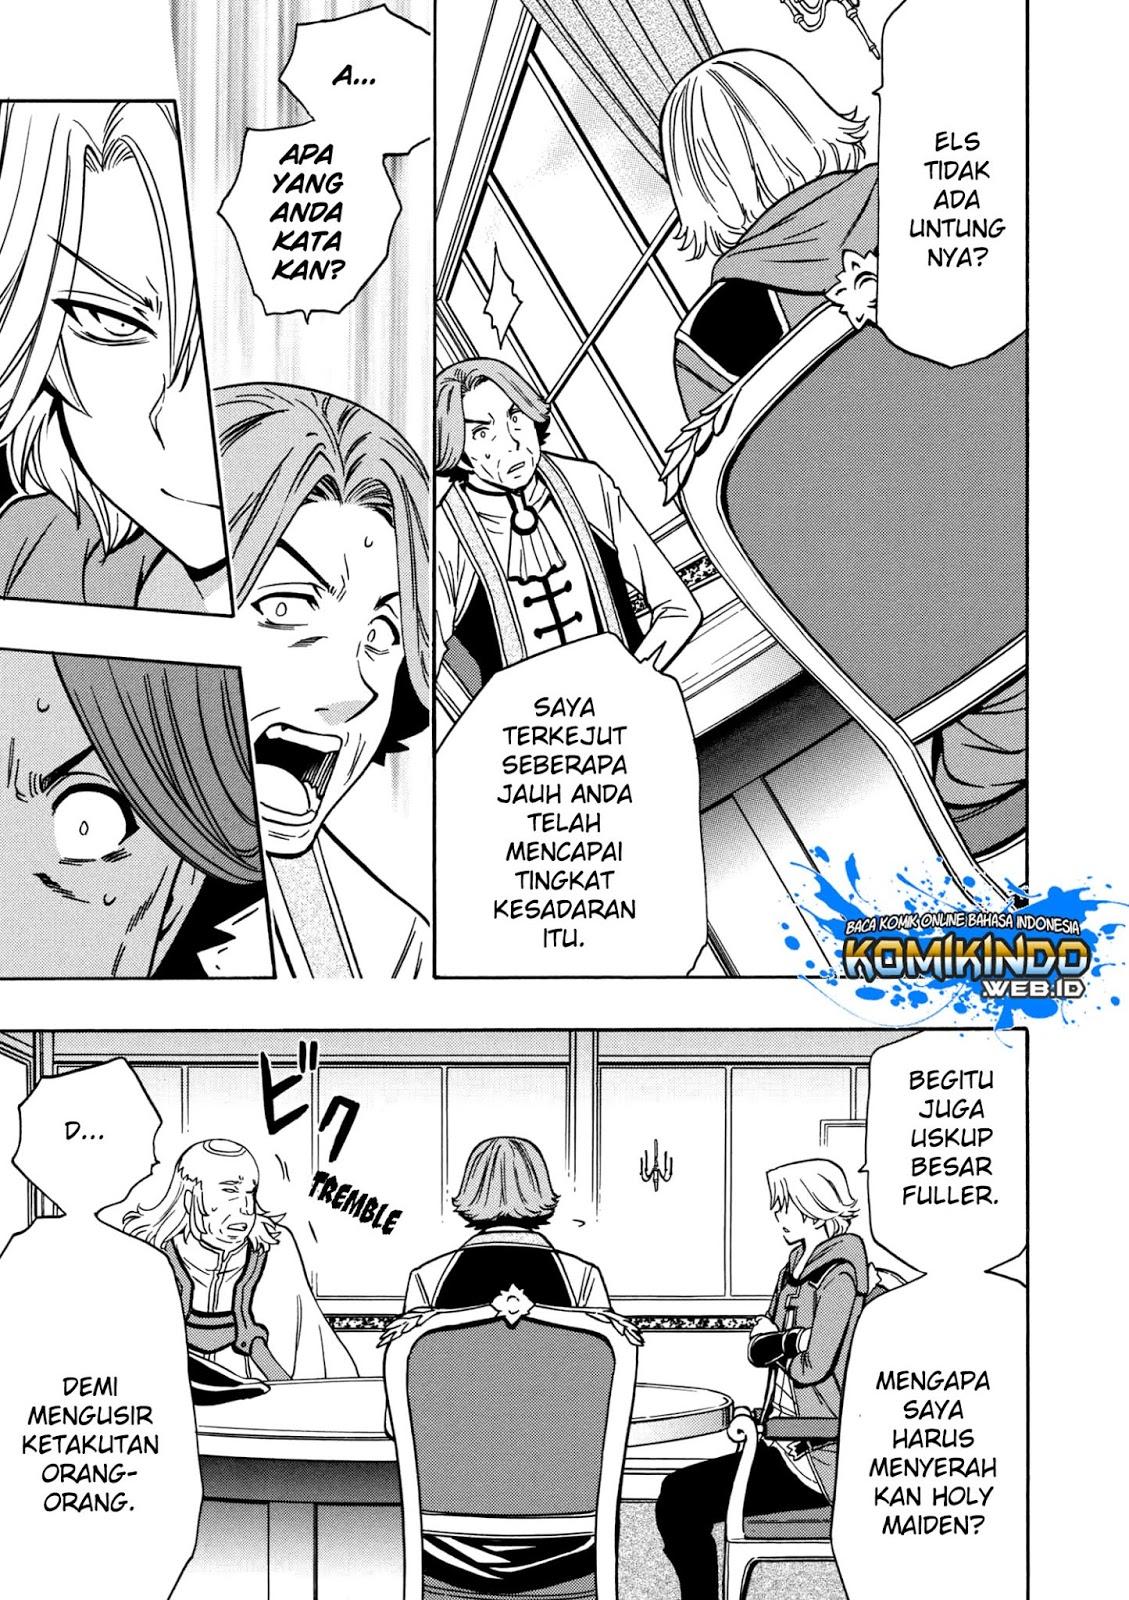 ELS
TIDAK
ADA
UNTUNG
NYA?
SAYA
TERKEJUT
SEBERAPA
JAUH ANDA
TELAH
MENCAPAI
TINGKAT
KESADARAN
ITU.
A...
APA
YANG
ANDA
KATA
KAN?
BACA KOMIK ONLINE BAHASA INDONESIA
KOMIKINDO
.WEB.ID
BEGITU
JUGA
USKUP
BESAR
FULLER.
MENGAPA
SAYA
HARUS
MENYERAH
KAN HOLY
MAIDEN?
ビク
TREMBLE
D...
DEMI
MENGUSIR
KETAKUTAN
ORANG-
ORANG.